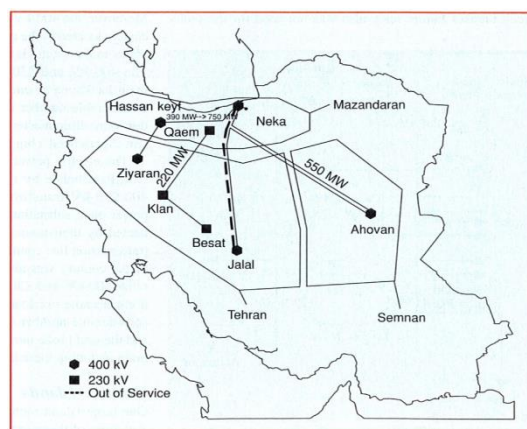 Hassan keyf
Mazandaran
390 MW--> 750 MW
Qaem
Neka
Ziyaran
220 MW
550 MW
Klan
Besat
Ahovan
Jalal
Tehran
Semnan
400 kV
230 kV
Out of Service